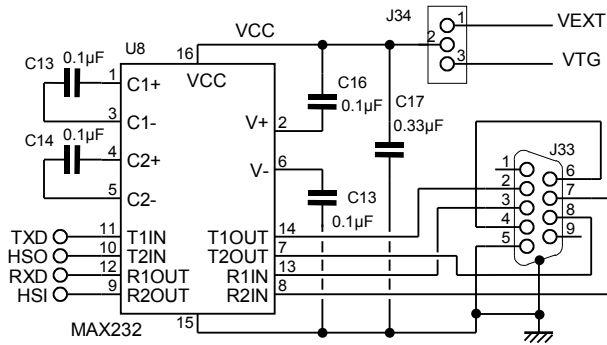 J34
1 VEXT
2
3 VTG
VCC
U8
16
VCC
C13 0.1µF
1 C1+
3 C1-
C14 0.1µF
4 C2+
5 C2-
C16
0.1µF
C17
0.33µF
V+ 2
V- 6
C13
0.1µF
TXD 11 T1IN
HSO 10 T2IN
RXD 12 R1OUT
HSI 9 R2OUT
T1OUT 14
T2OUT 7
R1IN 13
R2IN 8
MAX232
15
J33
1
2
3
4
5
6
7
8
9